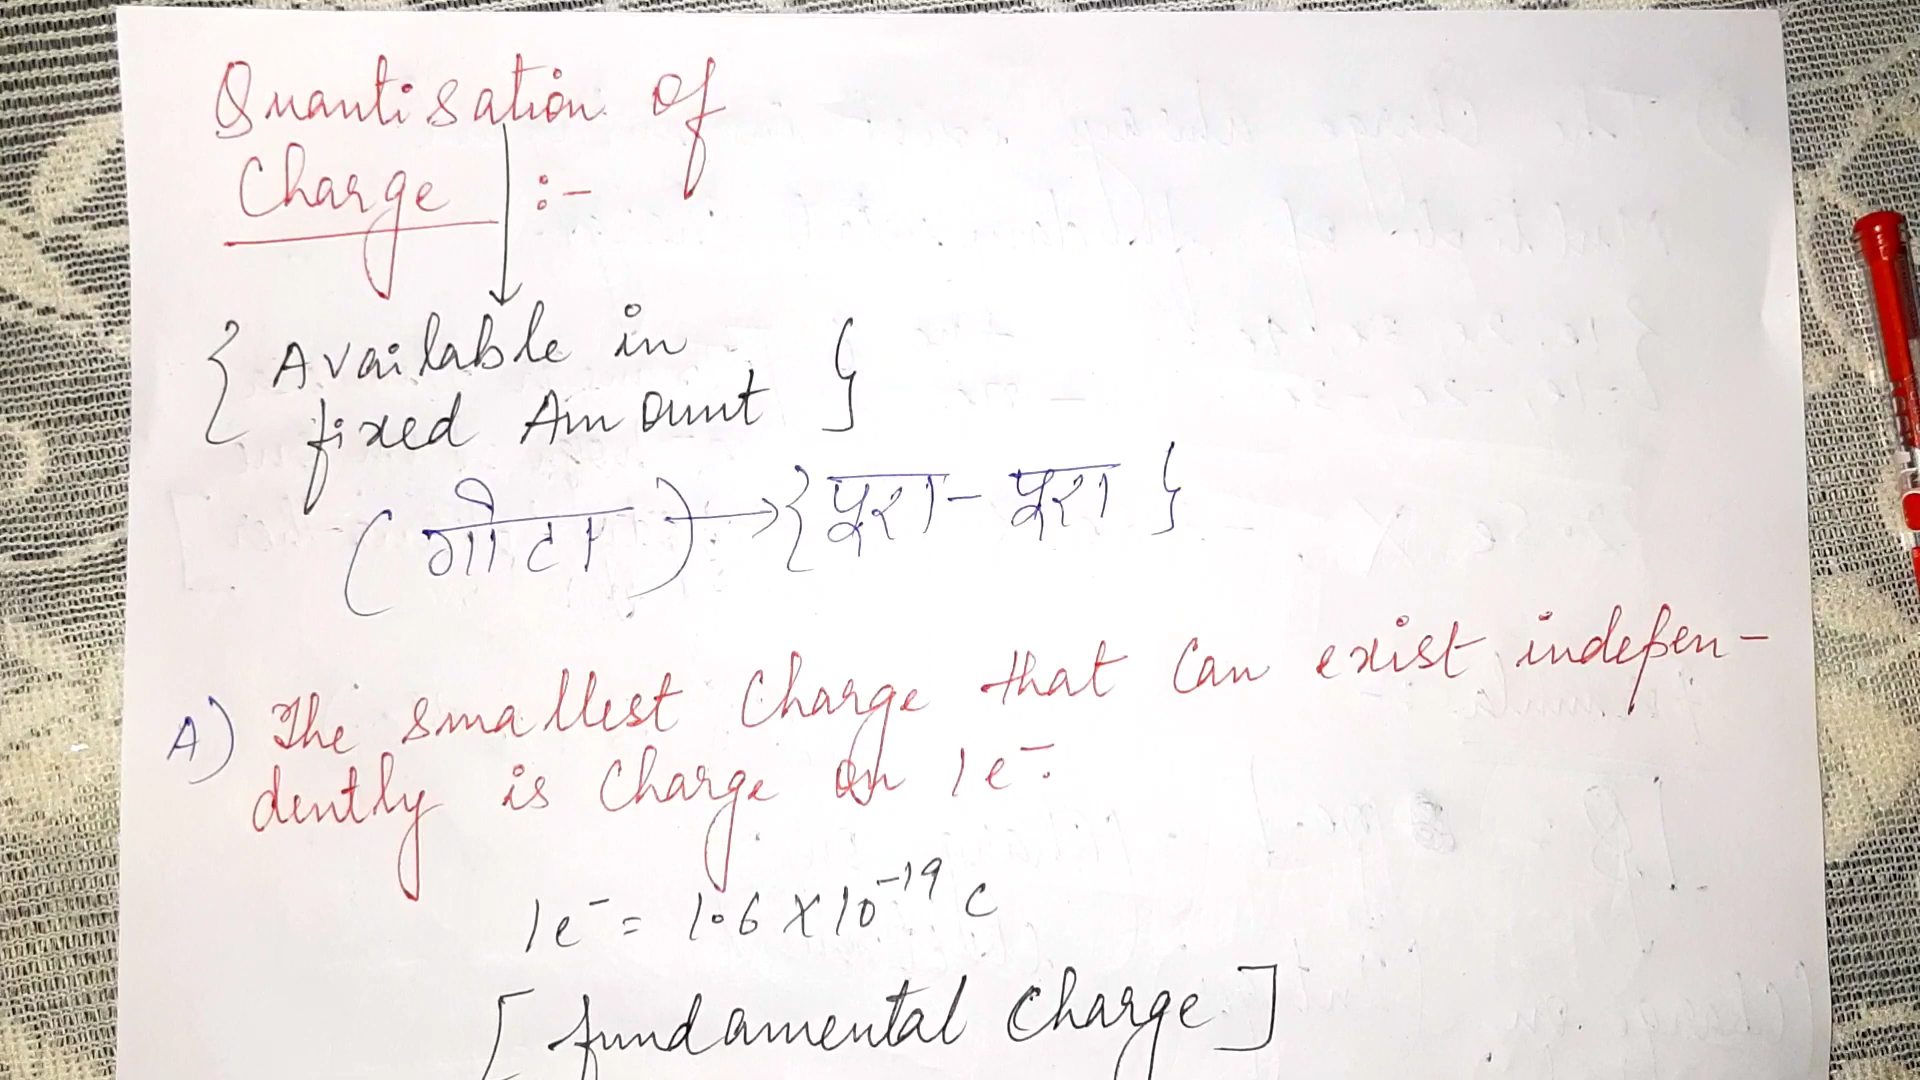 Quantisation of
Charge :-
{ Available in
fixed Amount }
(गोटा) → {पूरा - पूरा}
A) The smallest Charge that Can exist indepen-
dently is Charge on 1e⁻.
1e⁻ = 1.6 X 10⁻¹⁹ C
[fundamental Charge]